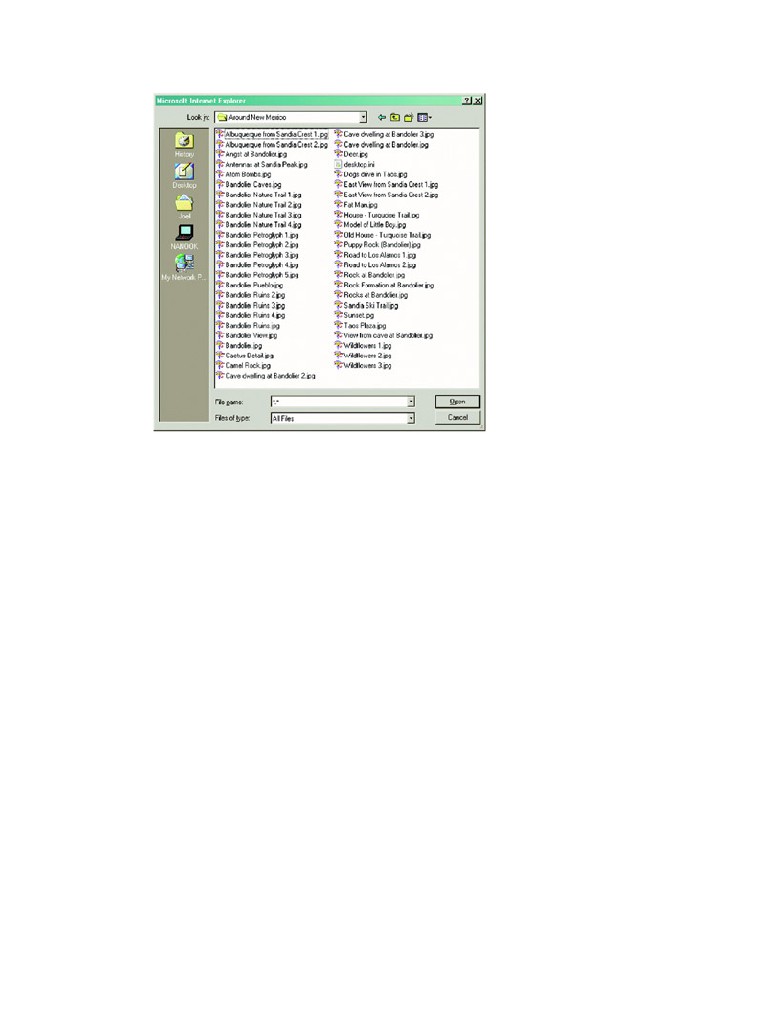 Microsoft Internet Explorer
Look in: Around New Mexico
History
Desktop
Joel
My Network P...
Albuquerque from Sandia Crest 1.jpg
Albuquerque from Sandia Crest 2.jpg
Angst at Bandolier.jpg
Antennas at Sandia Peak.jpg
Atom Bombs.jpg
Bandolier Caves.jpg
Bandolier Nature Trail 1.jpg
Bandolier Nature Trail 2.jpg
Bandolier Nature Trail 3.jpg
Bandolier Nature Trail 4.jpg
Bandolier Petroglyph 1.jpg
Bandolier Petroglyph 2.jpg
Bandolier Petroglyph 3.jpg
Bandolier Petroglyph 4.jpg
Bandolier Petroglyph 5.jpg
Bandolier Pueblo.jpg
Bandolier Ruins 2.jpg
Bandolier Ruins 3.jpg
Bandolier Ruins 4.jpg
Bandolier Ruins.jpg
Bandolier View.jpg
Bandolier.jpg
Cactus Detail.jpg
Camel Rock.jpg
Cave dwelling at Bandolier 2.jpg
Cave dwelling at Bandolier 3.jpg
Cave dwelling at Bandolier.jpg
Deer.jpg
desktop.ini
Dogs drive in Taos.jpg
East View from Sandia Crest 1.jpg
East View from Sandia Crest 2.jpg
Fat Man.jpg
House - Turquoise Trail.jpg
Model of Little Boy.jpg
Old House - Turquoise Trail.jpg
Puppy Rock (Bandolier).jpg
Road to Los Alamos 1.jpg
Road to Los Alamos 2.jpg
Rock at Bandolier.jpg
Rock Formation at Bandolier.jpg
Rocks at Bandolier.jpg
Sandia Ski Trail.jpg
Sunset.jpg
Taos Plaza.jpg
View from cave at Bandolier.jpg
Wildflowers 1.jpg
Wildflowers 2.jpg
Wildflowers 3.jpg
File name: *.*
Open
Files of type: All Files
Cancel